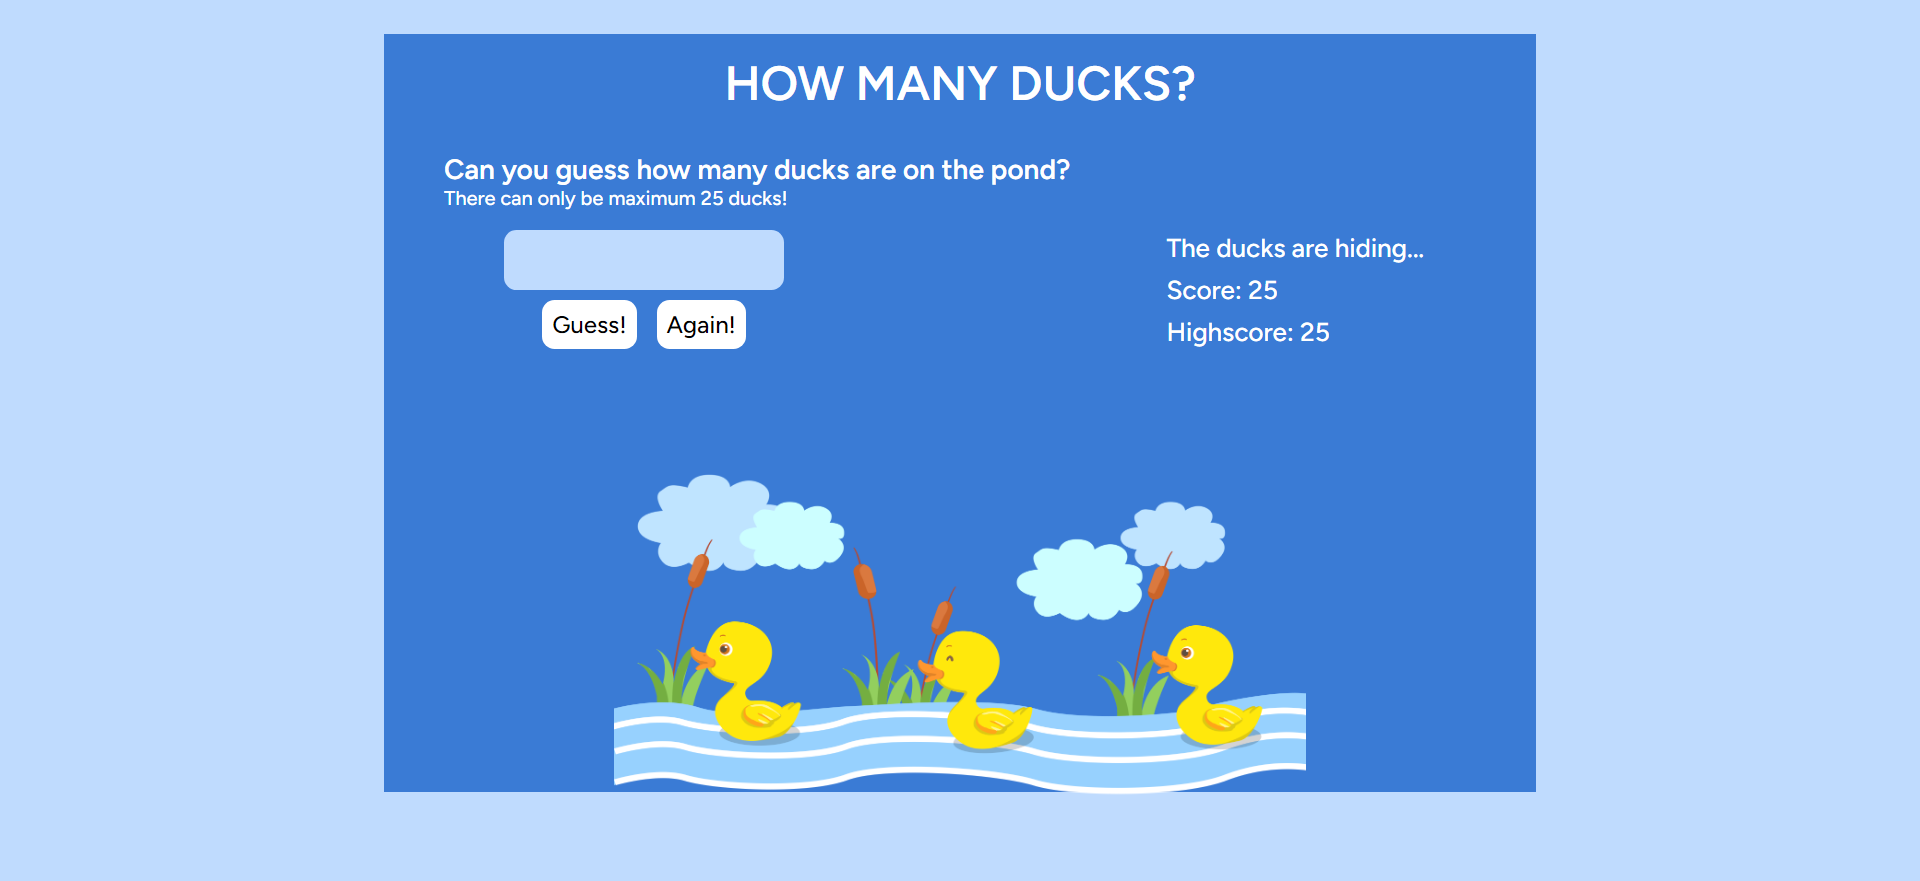 HOW MANY DUCKS?
Can you guess how many ducks are on the pond?
There can only be maximum 25 ducks!
Guess!
Again!
The ducks are hiding...
Score: 25
Highscore: 25